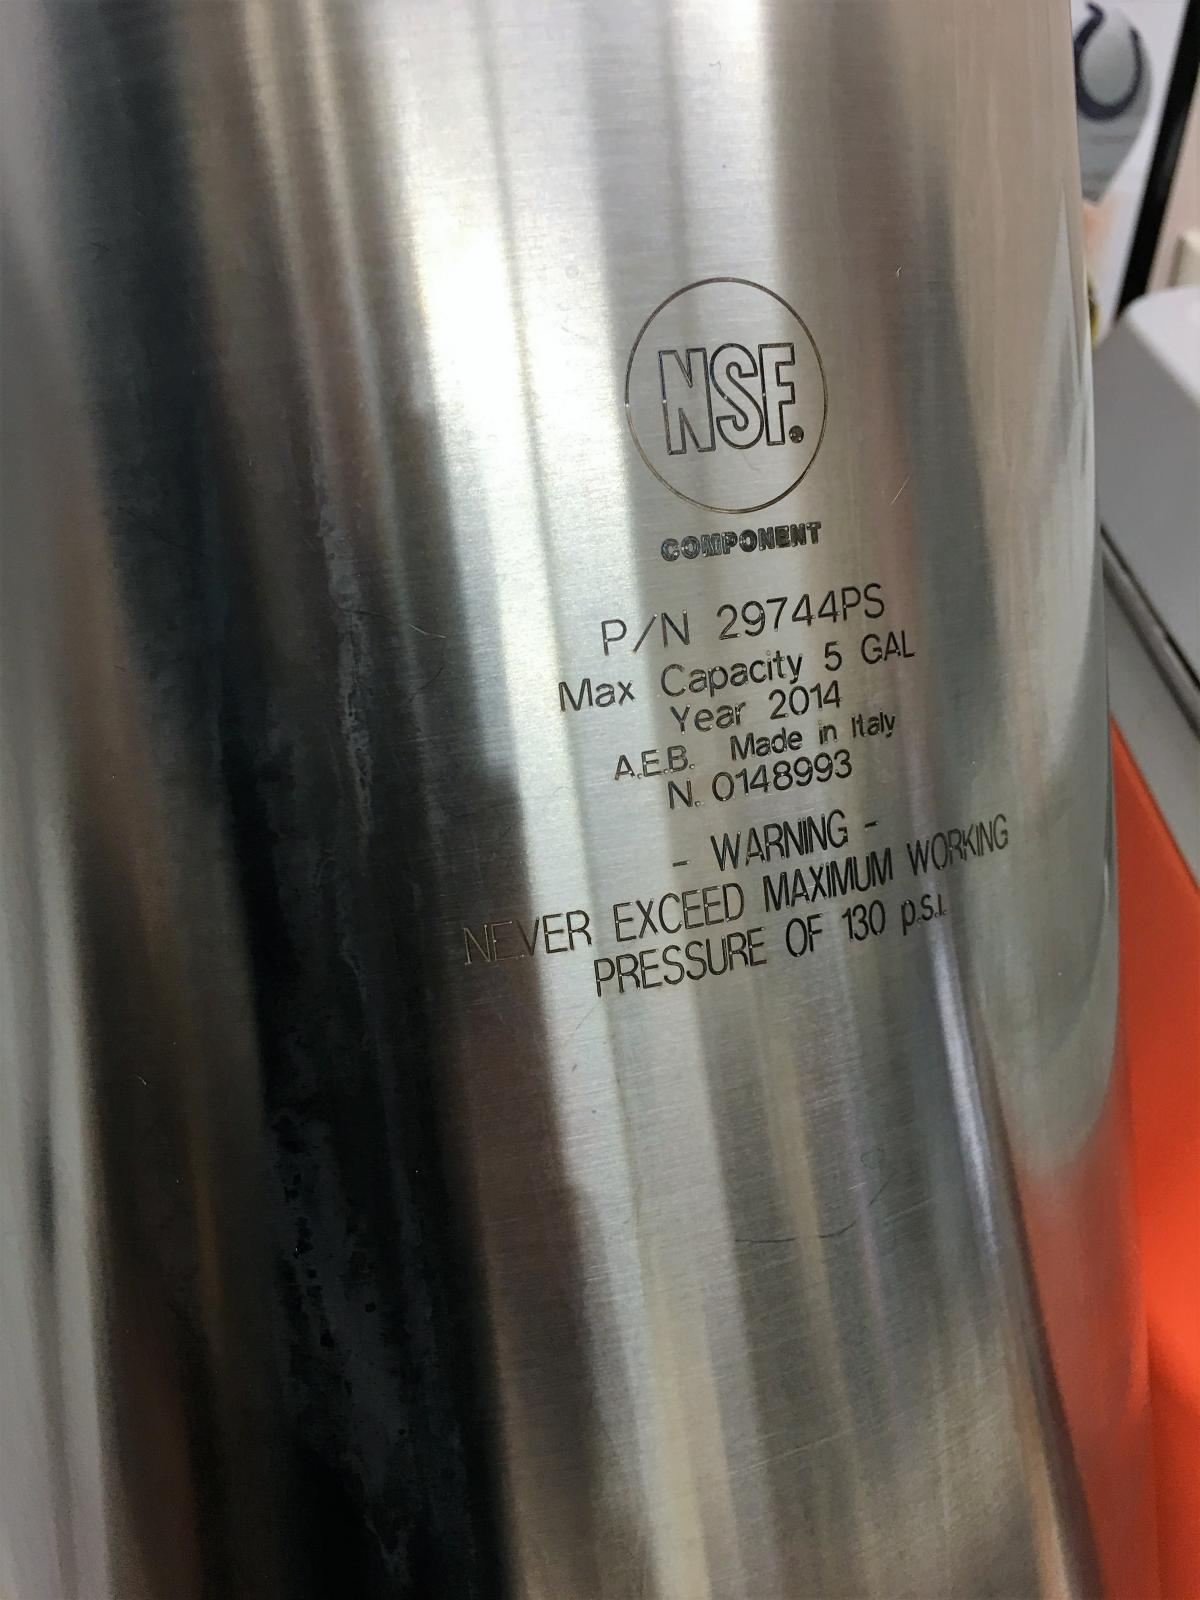 NSF®
COMPONENT
P/N 29744PS
Max Capacity 5 GAL
Year 2014
A.E.B. Made in Italy
N. 0148993
- WARNING -
NEVER EXCEED MAXIMUM WORKING
PRESSURE OF 130 p.s.i.